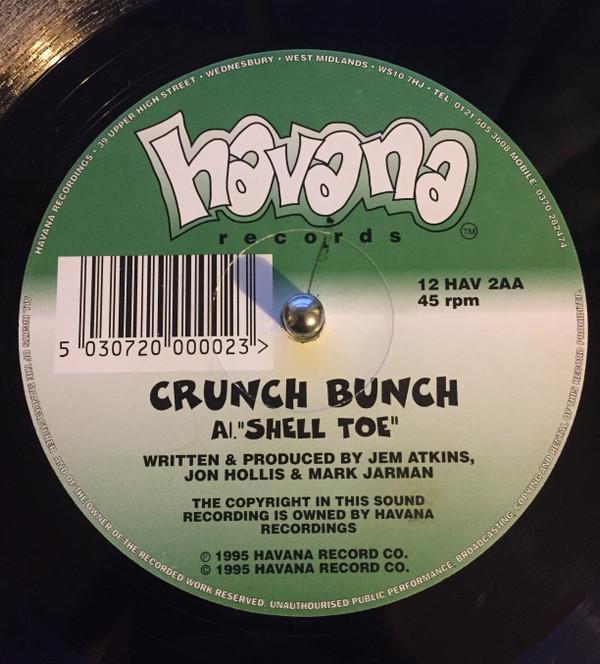 HAVANA RECORDINGS • 39 UPPER HIGH STREET • WEDNESBURY • WEST MIDLANDS • WS10 7HJ • TEL: 0121 505 3608 MOBILE: 0370 282474
havana
records
TM
12 HAV 2AA
45 rpm
5 030720 000023 >
CRUNCH BUNCH
A1."SHELL TOE"
WRITTEN & PRODUCED BY JEM ATKINS,
JON HOLLIS & MARK JARMAN
THE COPYRIGHT IN THIS SOUND
RECORDING IS OWNED BY HAVANA
RECORDINGS
℗ 1995 HAVANA RECORD CO.
© 1995 HAVANA RECORD CO.
ALL RIGHTS OF THE MANUFACTURER AND OF THE OWNER OF THE RECORDED WORK RESERVED. UNAUTHORISED PUBLIC PERFORMANCE, BROADCASTING, COPYING AND RENTAL OF THIS RECORD PROHIBITED.